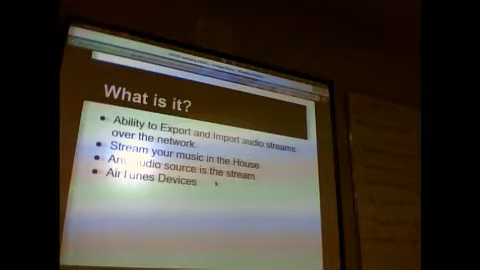 What is it?
• Ability to Export and Import audio streams
over the network.
• Stream your music in the House
• Any audio source is the stream
• AirTunes Devices